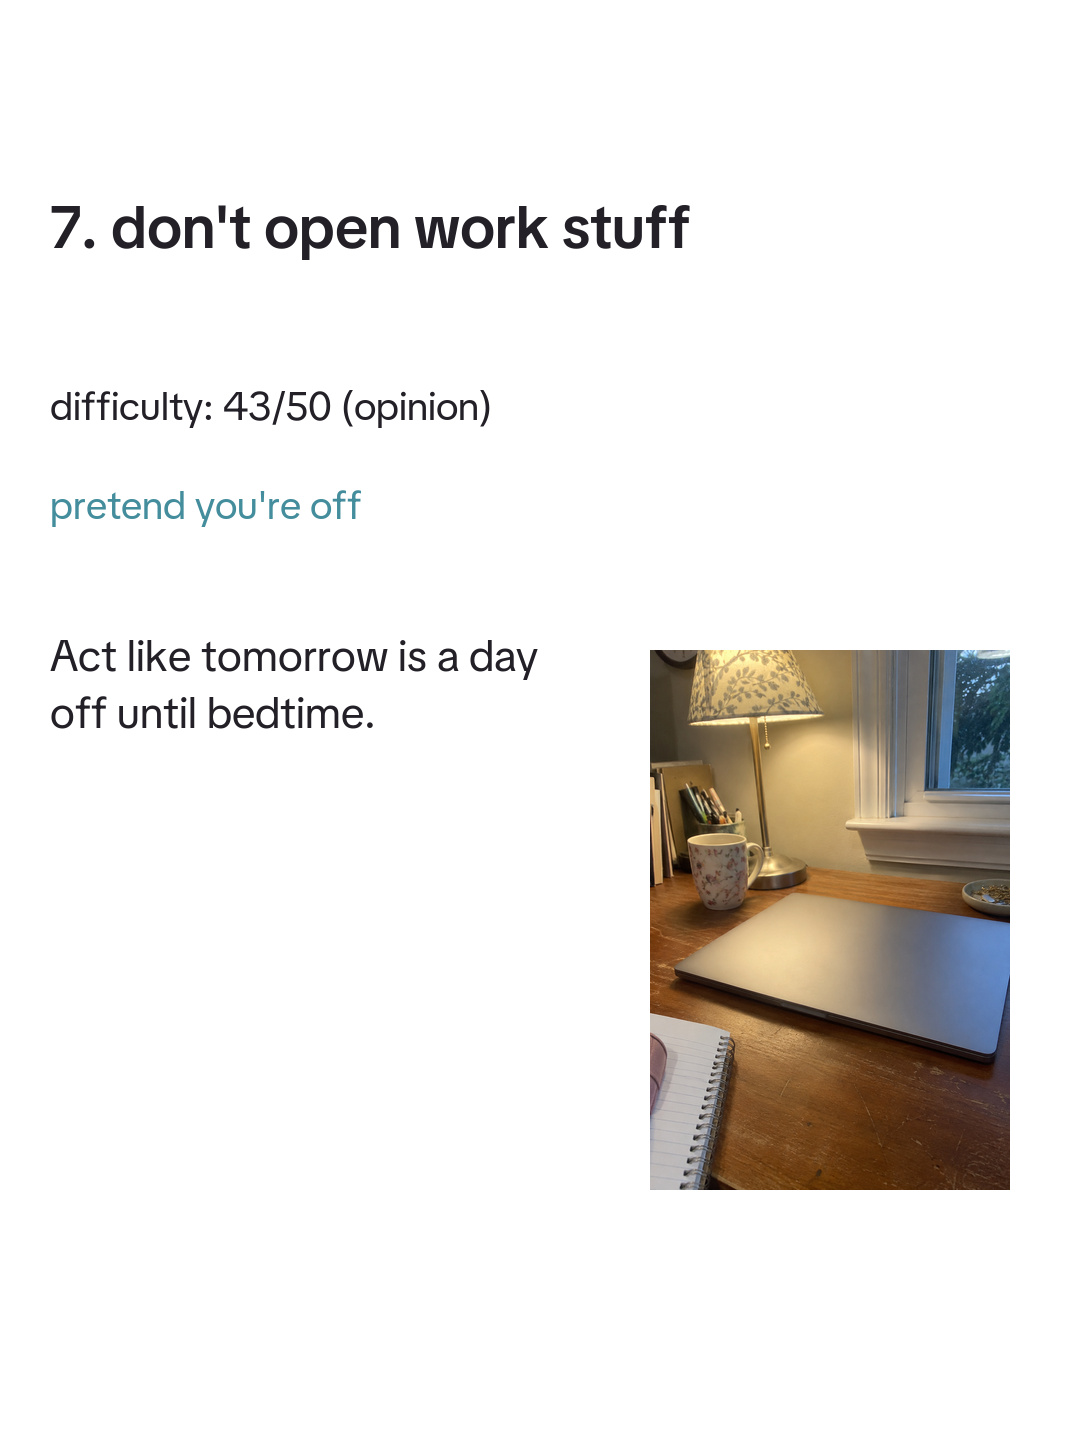 7. don't open work stuff
difficulty: 43/50 (opinion)
pretend you're off
Act like tomorrow is a day
off until bedtime.